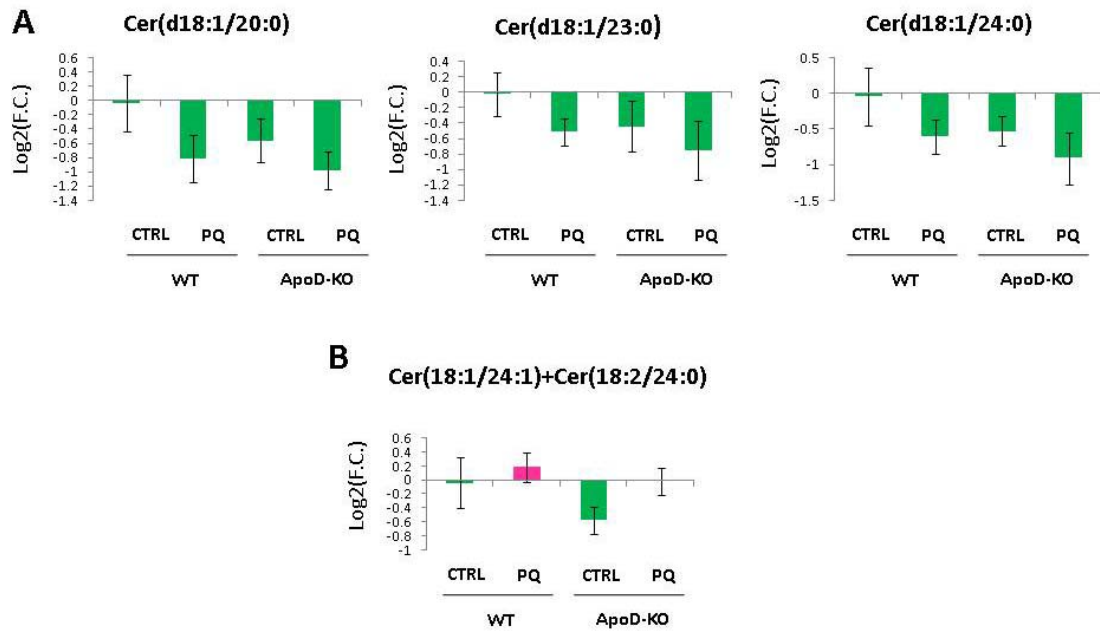 A
Cer(d18:1/20:0)
Log2(F.C.)
0.6
0.4
0.2
0
-0.2
-0.4
-0.6
-0.8
-1
-1.2
-1.4
CTRL PQ CTRL PQ
WT ApoD-KO
Cer(d18:1/23:0)
Log2(F.C.)
0.4
0.2
0
-0.2
-0.4
-0.6
-0.8
-1
-1.2
-1.4
CTRL PQ CTRL PQ
WT ApoD-KO
Cer(d18:1/24:0)
Log2(F.C.)
0.5
0
-0.5
-1
-1.5
CTRL PQ CTRL PQ
WT ApoD-KO
B
Cer(18:1/24:1)+Cer(18:2/24:0)
Log2(F.C.)
0.6
0.4
0.2
0
-0.2
-0.4
-0.6
-0.8
-1
CTRL PQ CTRL PQ
WT ApoD-KO